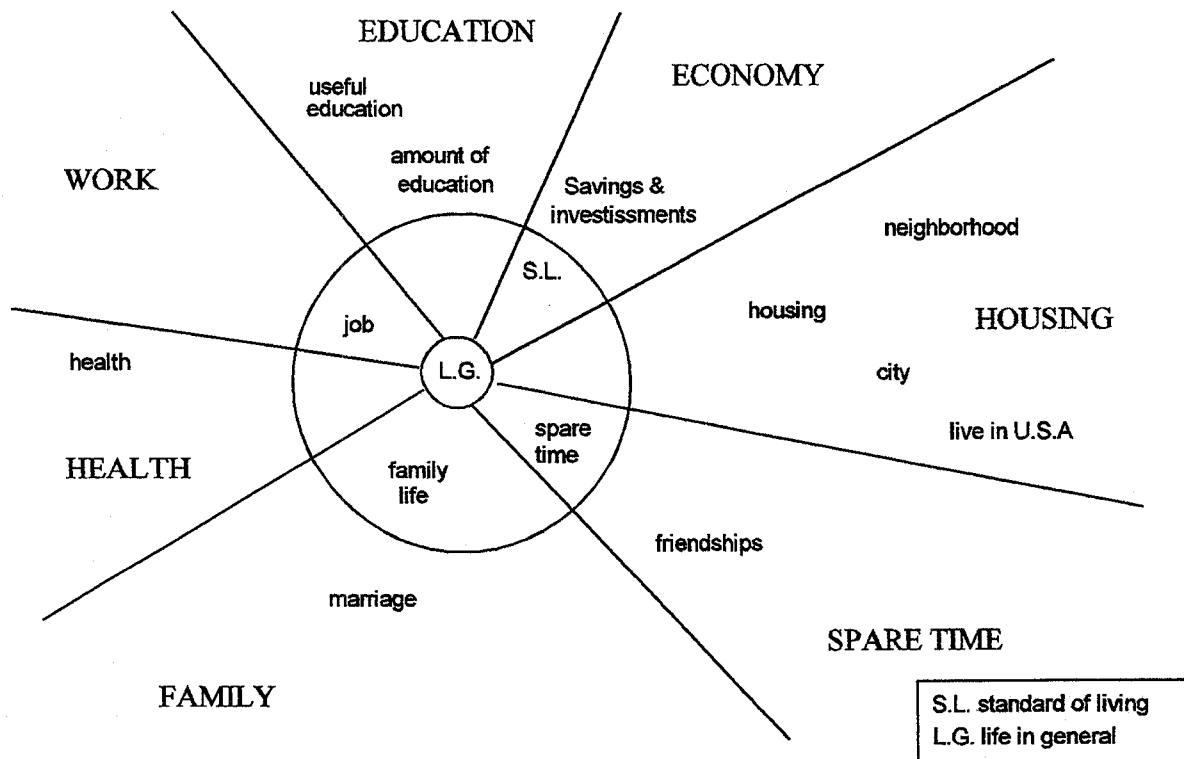 EDUCATION
ECONOMY
useful
education
amount of
education
WORK
Savings &
investissments
neighborhood
S.L.
housing
HOUSING
job
health
L.G.
city
live in U.S.A
spare
time
HEALTH
family
life
friendships
marriage
SPARE TIME
FAMILY
S.L. standard of living
L.G. life in general